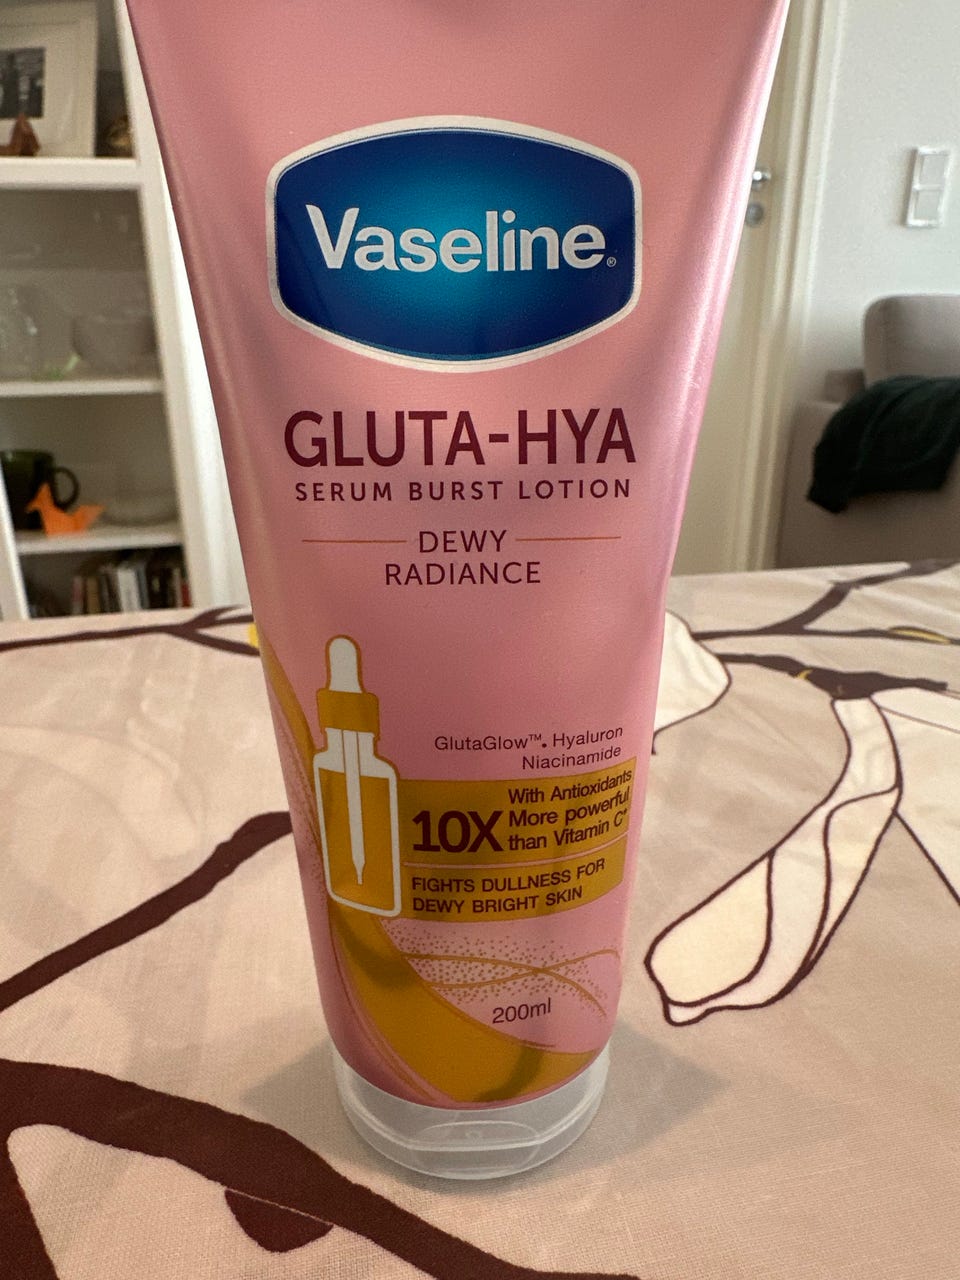 Vaseline®
GLUTA-HYA
SERUM BURST LOTION
DEWY
RADIANCE
GlutaGlow™. Hyaluron
Niacinamide
10X With Antioxidants
More powerful
than Vitamin C*
FIGHTS DULLNESS FOR
DEWY BRIGHT SKIN
200ml